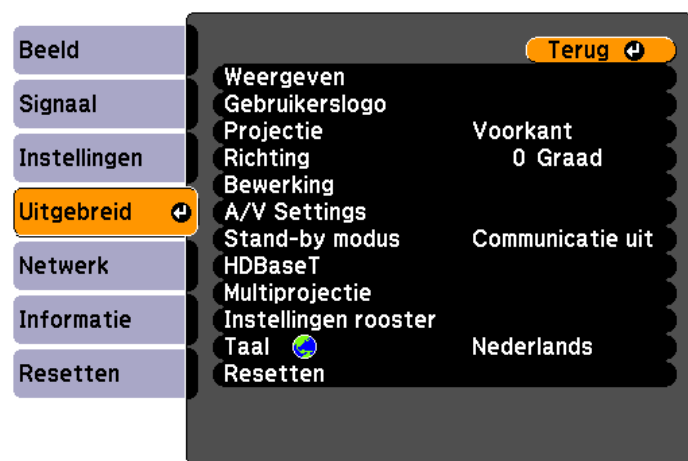 Beeld
Signaal
Instellingen
Uitgebreid
Netwerk
Informatie
Resetten
Terug
Weergeven
Gebruikerslogo
Projectie Voorkant
Richting 0 Graad
Bewerking
A/V Settings
Stand-by modus Communicatie uit
HDBaseT
Multiprojectie
Instellingen rooster
Taal Nederlands
Resetten